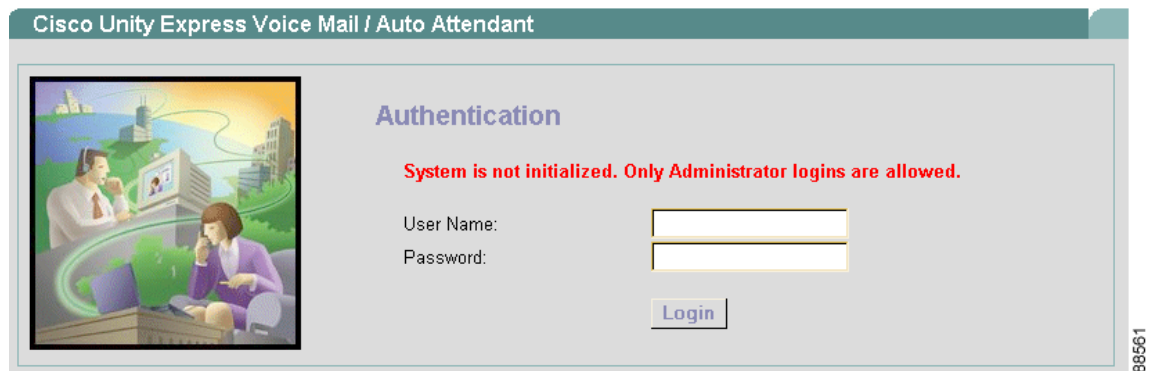 Cisco Unity Express Voice Mail / Auto Attendant
Authentication
System is not initialized. Only Administrator logins are allowed.
User Name:
Password:
Login
88561